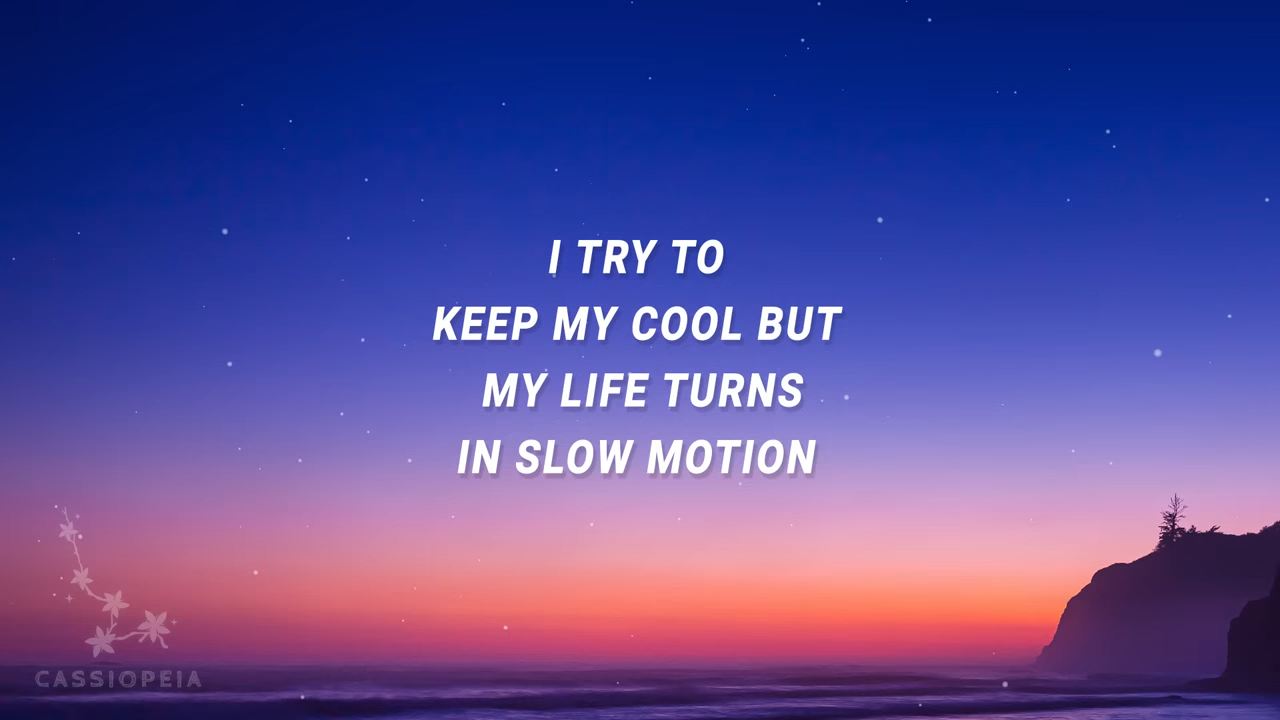 I TRY TO
KEEP MY COOL BUT
MY LIFE TURNS
IN SLOW MOTION
CASSIOPEIA